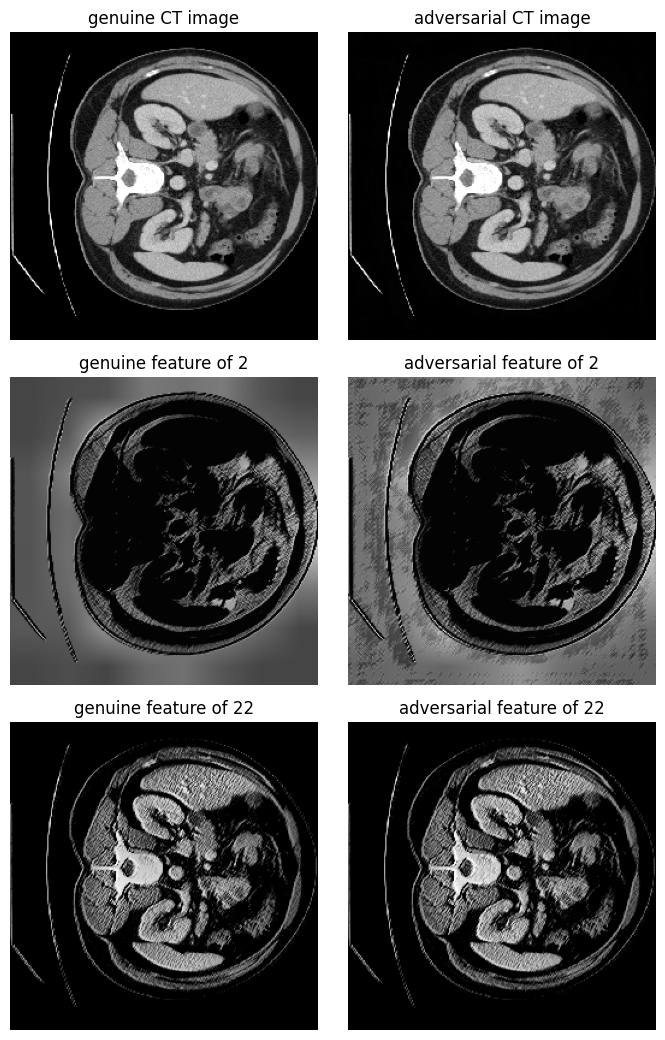 genuine CT image
adversarial CT image
genuine feature of 2
adversarial feature of 2
genuine feature of 22
adversarial feature of 22